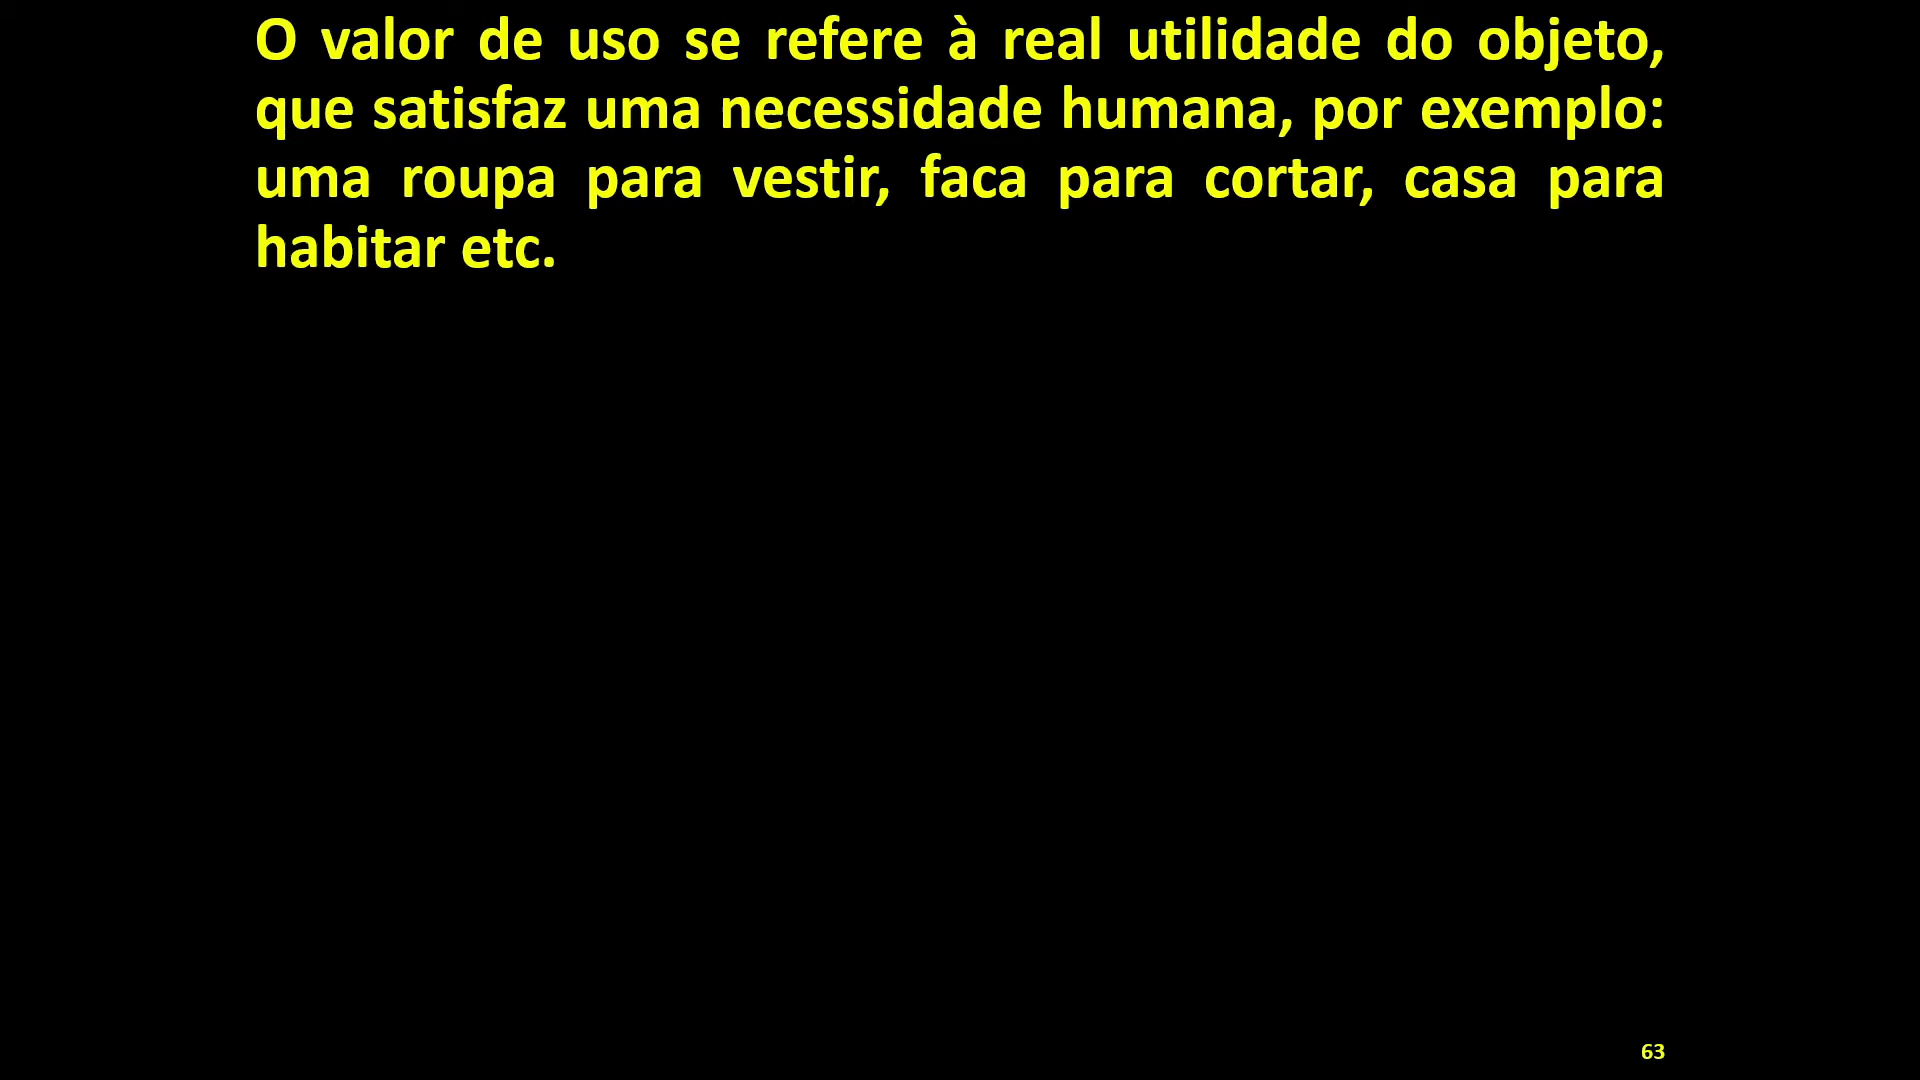 O valor de uso se refere à real utilidade do objeto,
que satisfaz uma necessidade humana, por exemplo:
uma roupa para vestir, faca para cortar, casa para
habitar etc.
63